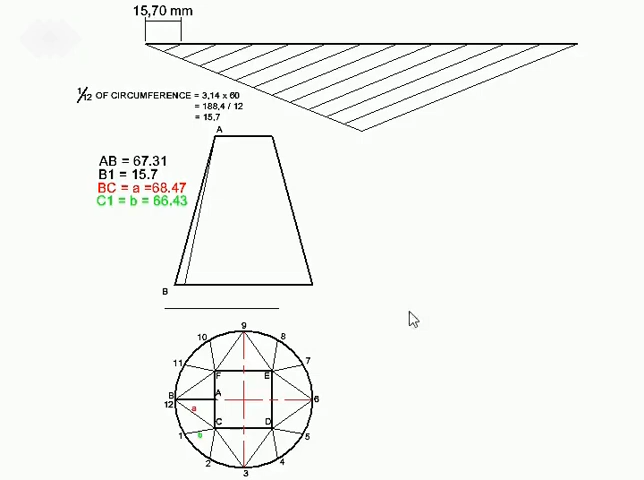 15,70 mm
1/12 OF CIRCUMFERENCE = 3,14 x 60
= 188,4 / 12
= 15,7
A
AB = 67.31
B1 = 15.7
BC = a =68.47
C1 = b = 66.43
B
9
10 8
11 7
F E
B A
12 6
a
C D
1 b 5
2 4
3